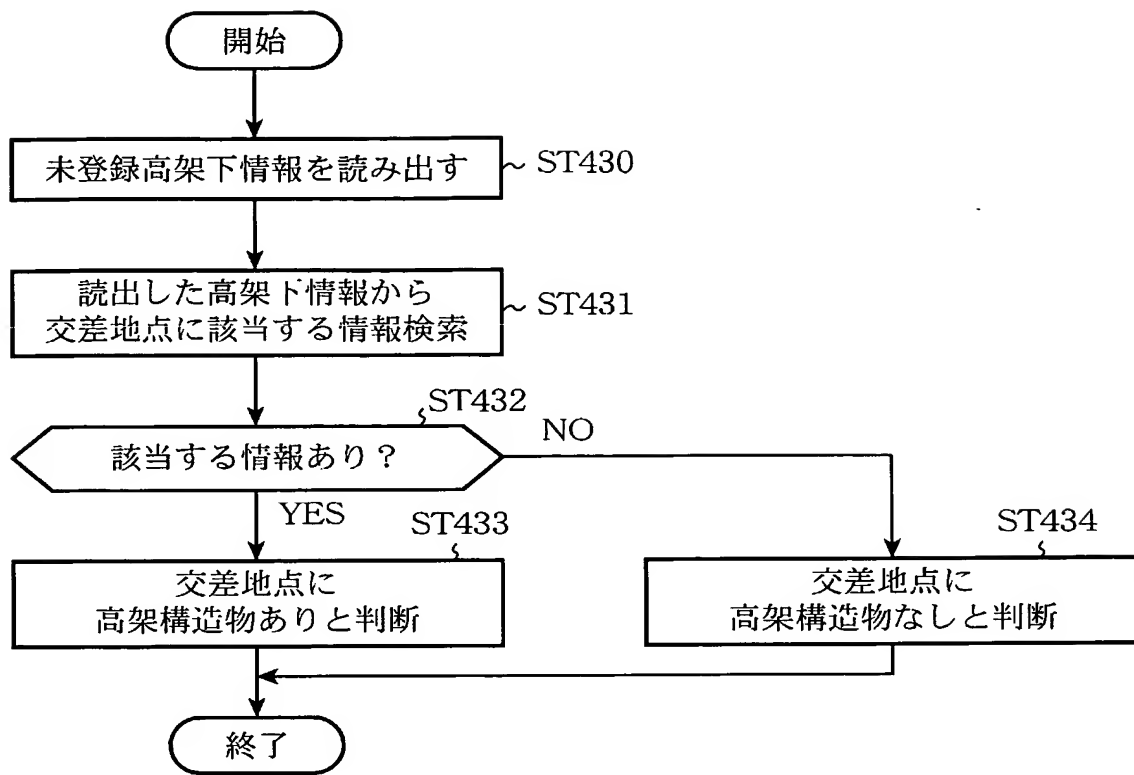 開始
未登録高架下情報を読み出す
ST430
読出した高架下情報から
交差地点に該当する情報検索
ST431
ST432
該当する情報あり？
NO
YES
ST433
交差地点に
高架構造物ありと判断
ST434
交差地点に
高架構造物なしと判断
終了